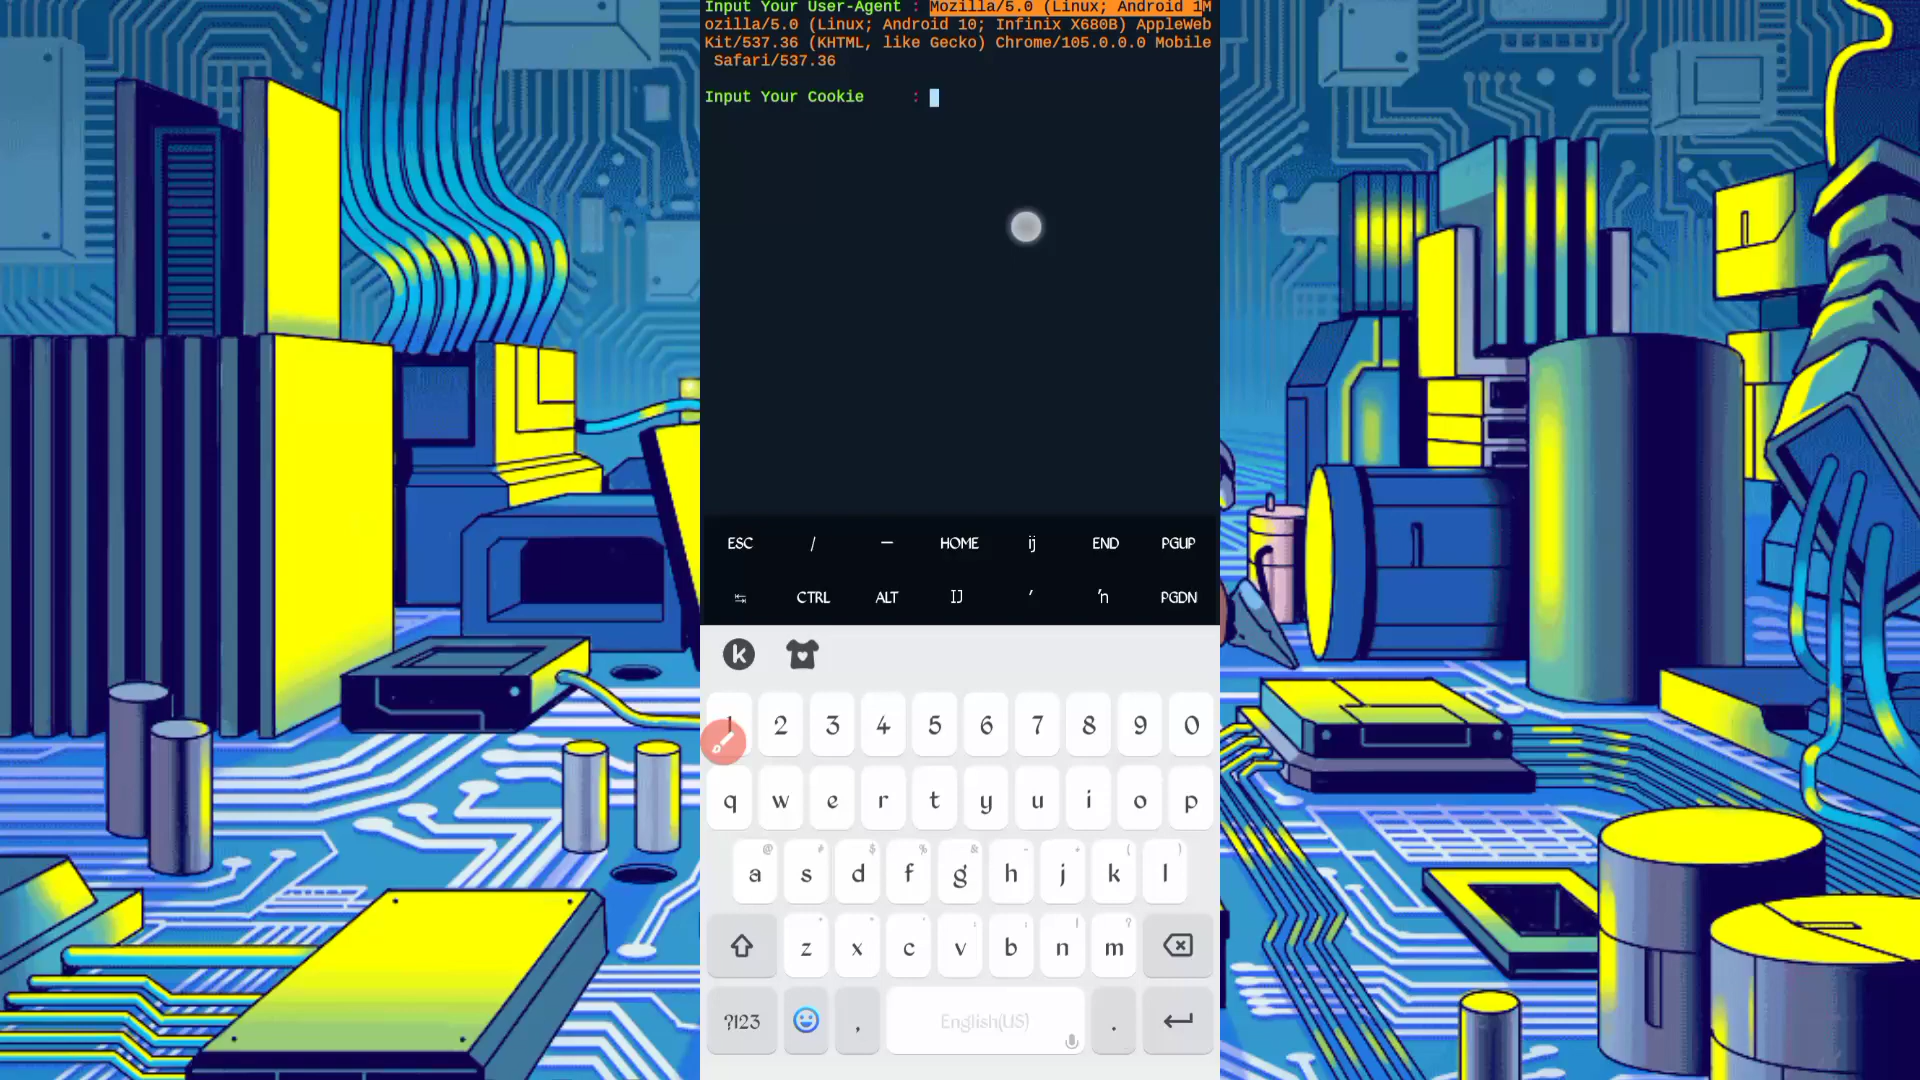 Input Your User-Agent : Mozilla/5.0 (Linux; Android 1M
ozilla/5.0 (Linux; Android 10; Infinix X680B) AppleWeb
Kit/537.36 (KHTML, like Gecko) Chrome/105.0.0.0 Mobile
Safari/537.36
Input Your Cookie : 
ESC / — HOME ij END PGUP
CTRL ALT IJ ʼn PGDN
k
1 2 3 4 5 6 7 8 9 0
q w e r t y u i o p
@ # $ % & - + ( )
a s d f g h j k l
z x c v b n m
?123 , English(US) .